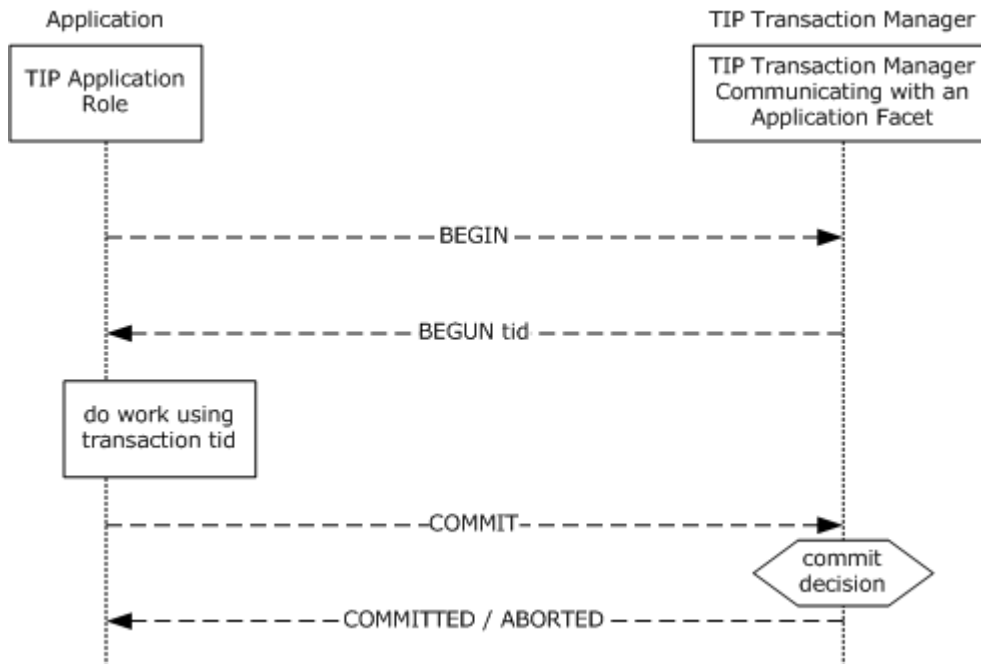 Application
TIP Transaction Manager
TIP Application
Role
TIP Transaction Manager
Communicating with an
Application Facet
BEGIN
BEGUN tid
do work using
transaction tid
COMMIT
commit
decision
COMMITTED / ABORTED